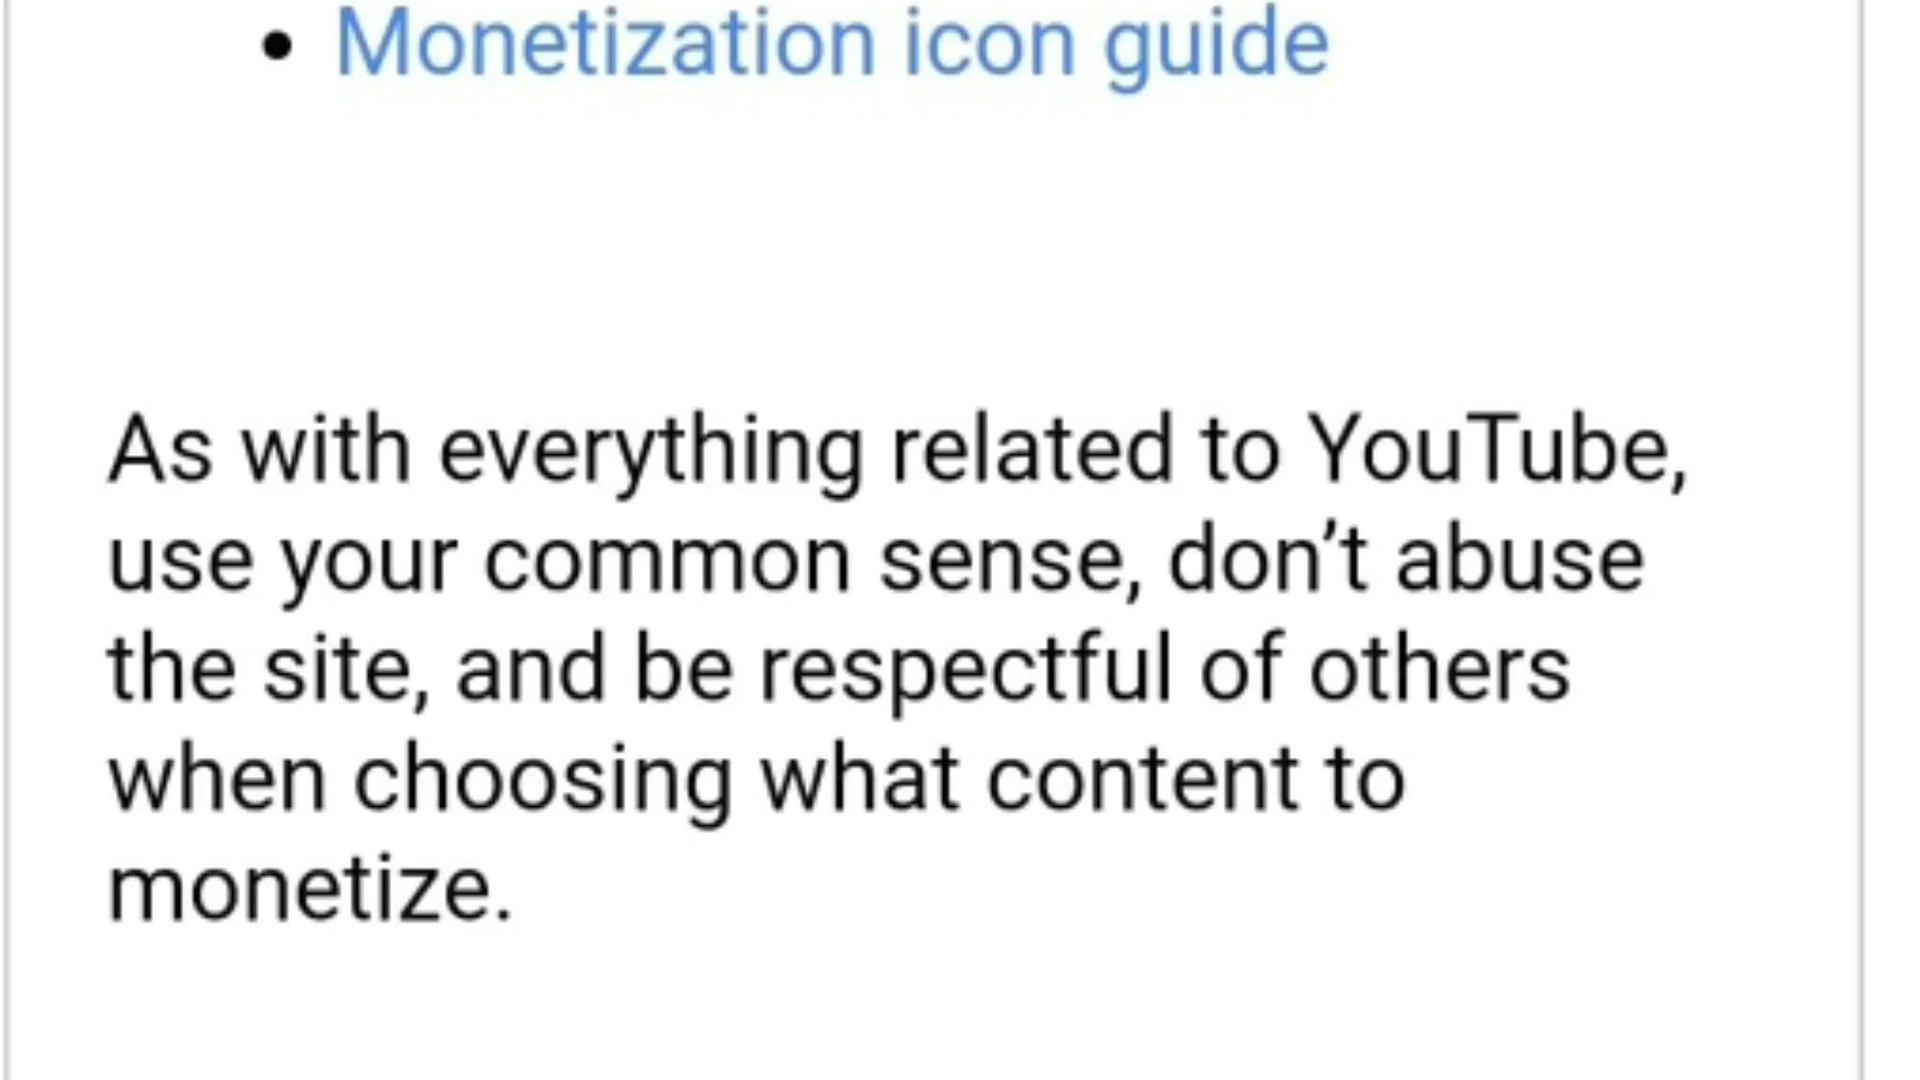 • Monetization icon guide
As with everything related to YouTube,
use your common sense, don’t abuse
the site, and be respectful of others
when choosing what content to
monetize.